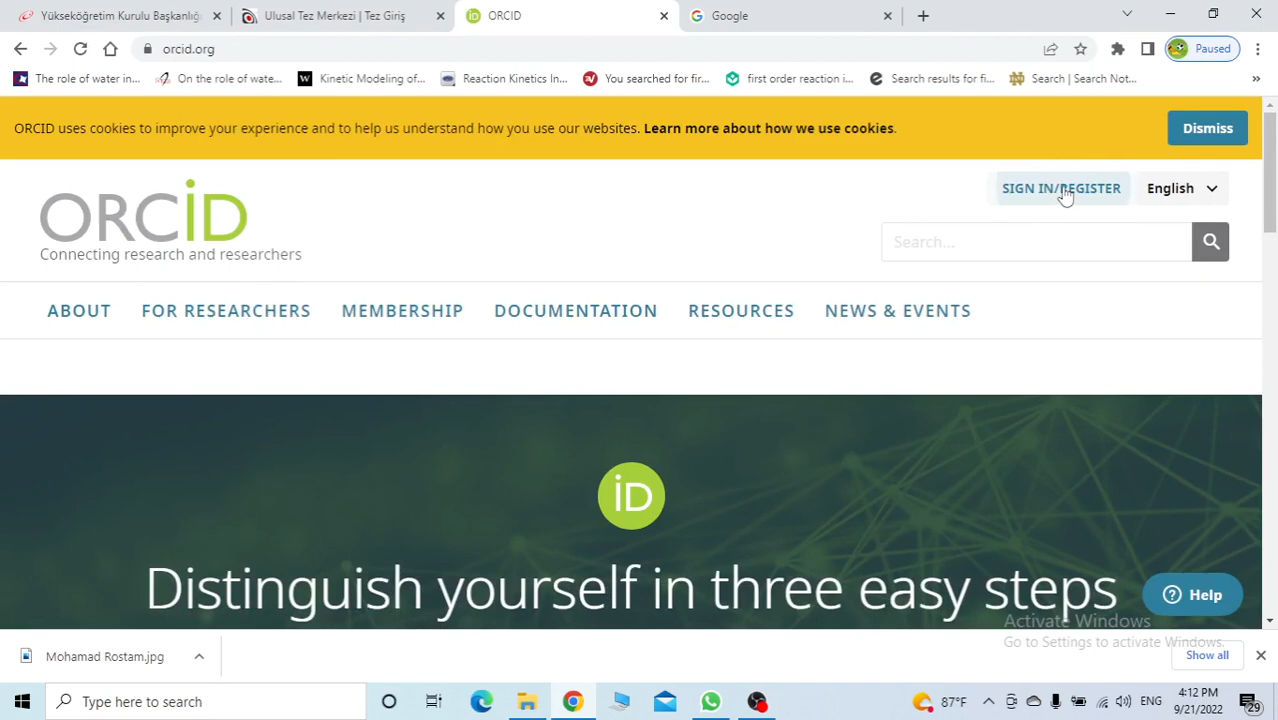 Yükseköğretim Kurulu Başkanlığı
Ulusal Tez Merkezi | Tez Giriş
ORCID
Google
orcid.org
Paused
The role of water in...
On the role of wate...
Kinetic Modeling of...
Reaction Kinetics In...
You searched for fir...
first order reaction i...
Search results for fi...
Search | Search Not...
ORCID uses cookies to improve your experience and to help us understand how you use our websites. Learn more about how we use cookies.
Dismiss
SIGN IN/REGISTER
English
ORCiD
Connecting research and researchers
Search...
ABOUT
FOR RESEARCHERS
MEMBERSHIP
DOCUMENTATION
RESOURCES
NEWS & EVENTS
iD
Distinguish yourself in three easy steps
Help
Activate Windows
Go to Settings to activate Windows.
Mohamad Rostam.jpg
Show all
Type here to search
87°F
ENG
4:12 PM
9/21/2022
29